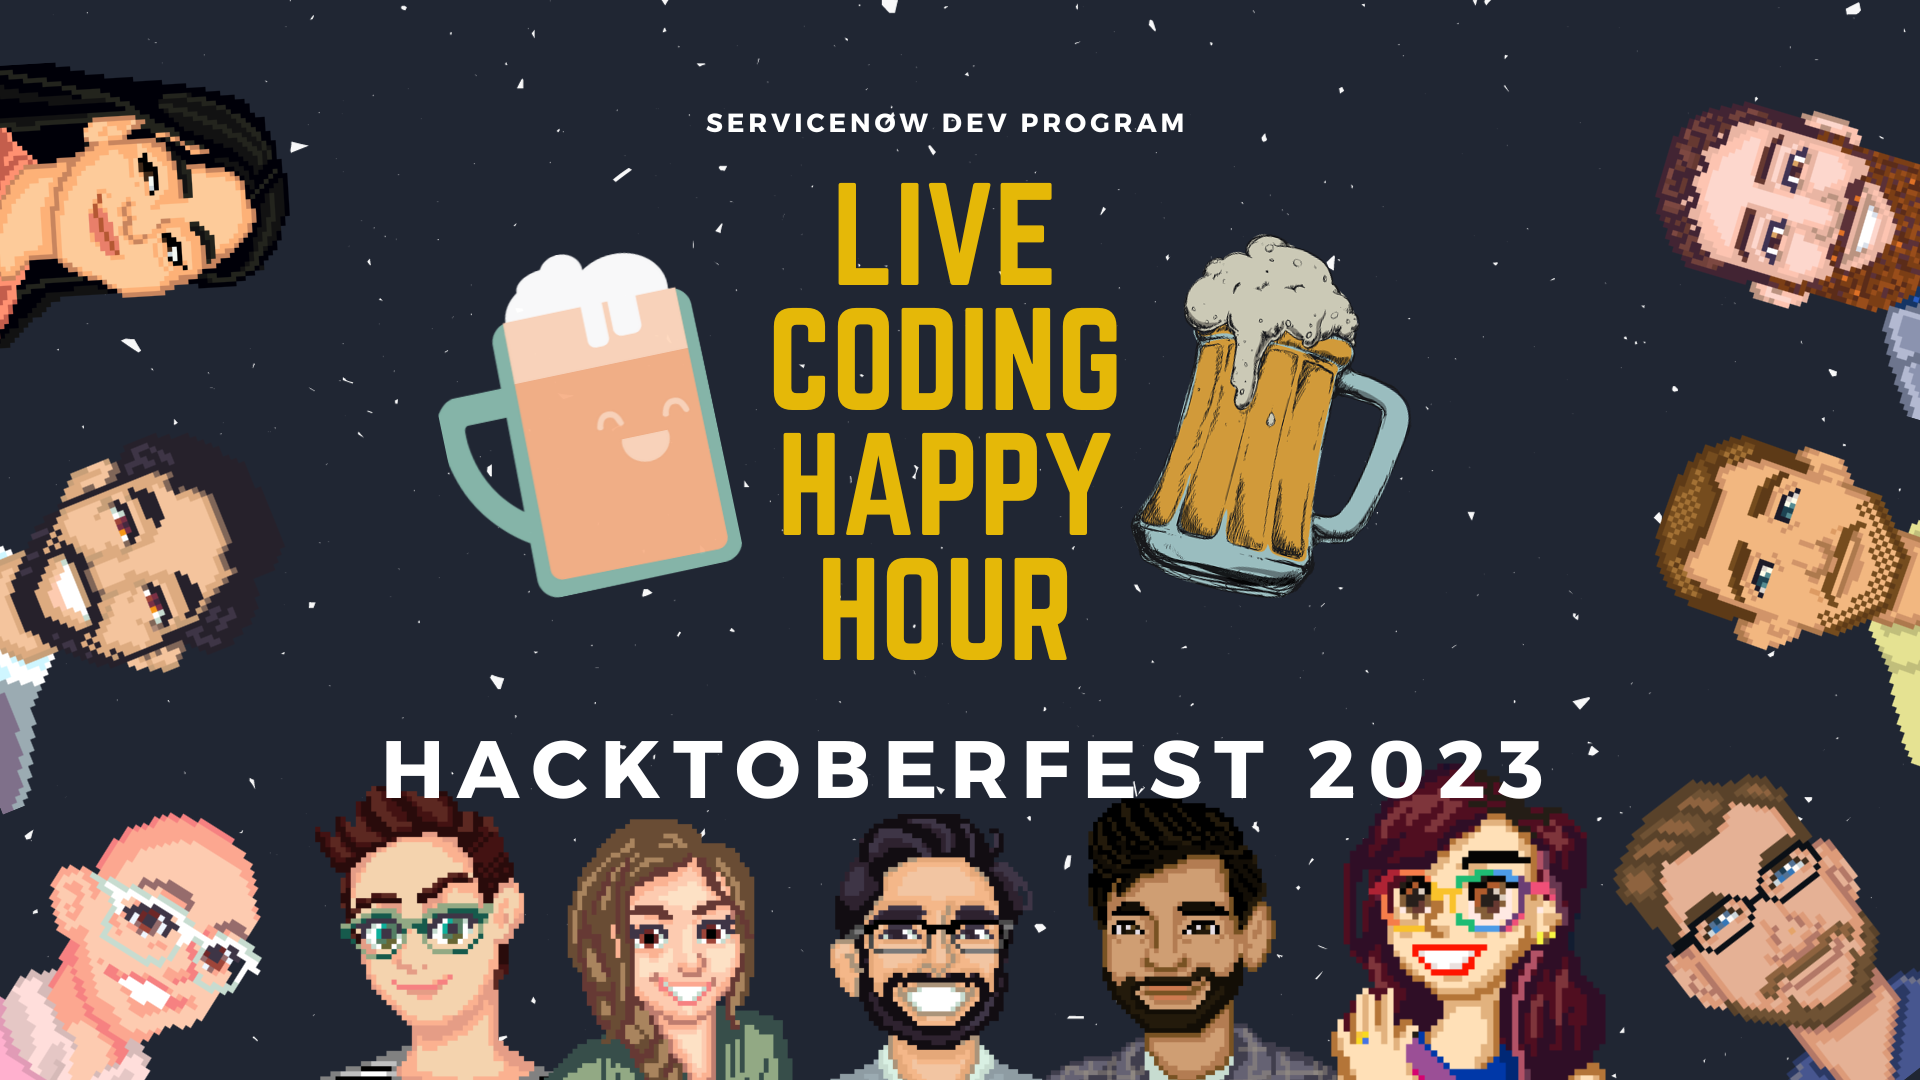 SERVICENOW DEV PROGRAM
LIVE
CODING
HAPPY
HOUR
HACKTOBERFEST 2023